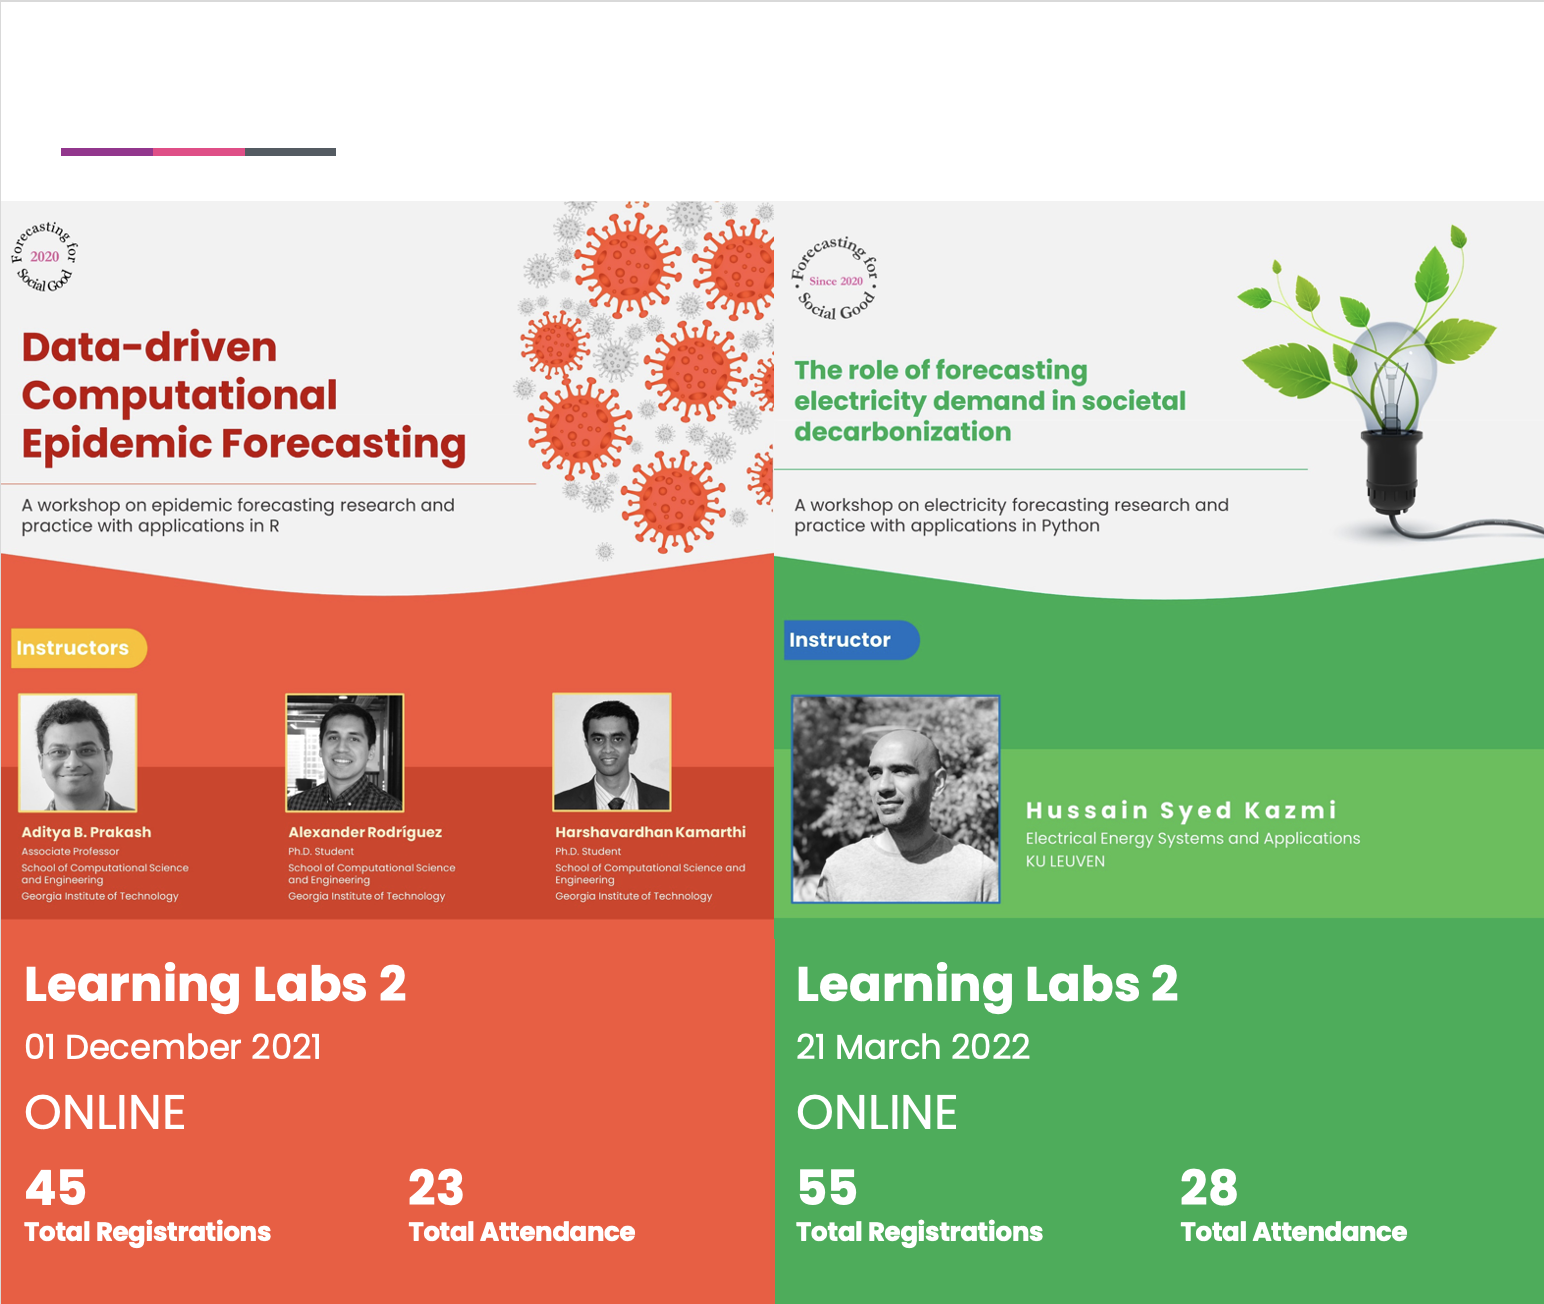 Forecasting for
2020
Social Good
Data-driven
Computational
Epidemic Forecasting
A workshop on epidemic forecasting research and
practice with applications in R
Instructors
Aditya B. Prakash
Associate Professor
School of Computational Science
and Engineering
Georgia Institute of Technology
Alexander Rodríguez
Ph.D. Student
School of Computational Science
and Engineering
Georgia Institute of Technology
Harshavardhan Kamarthi
Ph.D. Student
School of Computational Science and
Engineering
Georgia Institute of Technology
Learning Labs 2
01 December 2021
ONLINE
45
Total Registrations
23
Total Attendance
Forecasting for
Since 2020
• Social Good •
The role of forecasting
electricity demand in societal
decarbonization
A workshop on electricity forecasting research and
practice with applications in Python
Instructor
Hussain Syed Kazmi
Electrical Energy Systems and Applications
KU LEUVEN
Learning Labs 2
21 March 2022
ONLINE
55
Total Registrations
28
Total Attendance